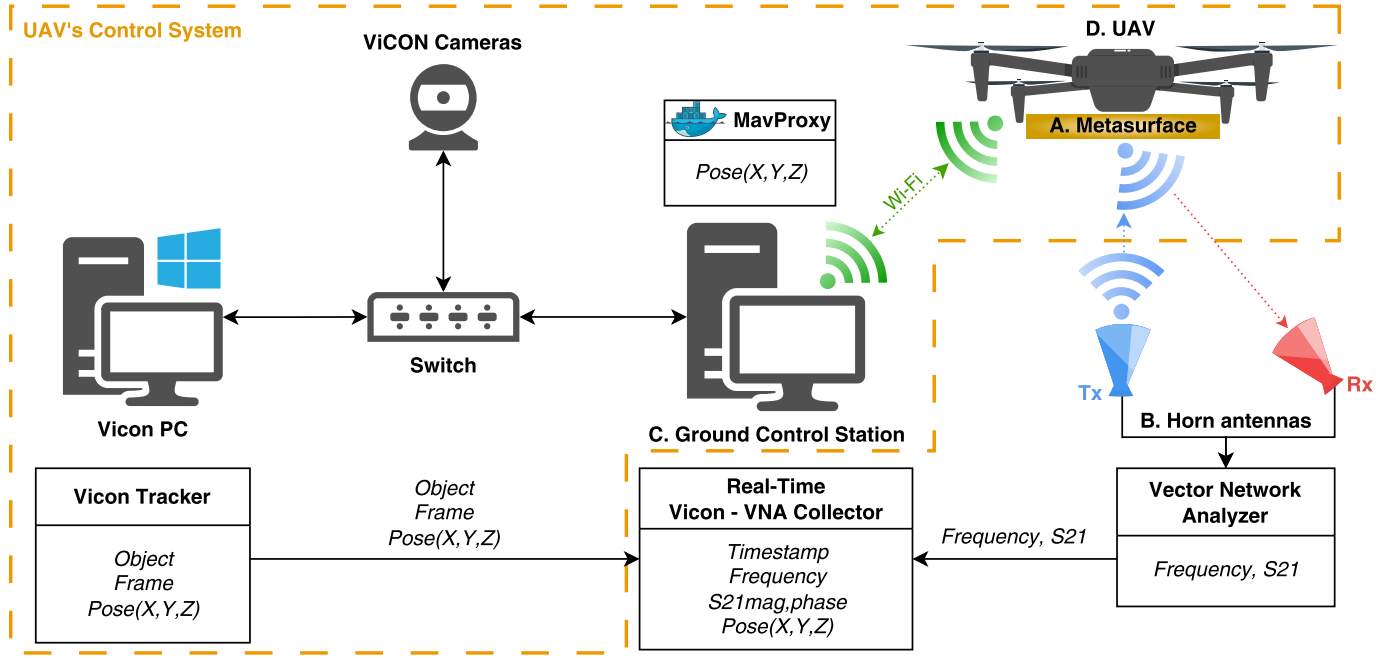 UAV's Control System
ViCON Cameras
D. UAV
MavProxy
Pose(X,Y,Z)
A. Metasurface
Wi-Fi
Vicon PC
Switch
C. Ground Control Station
Tx
Rx
B. Horn antennas
Vicon Tracker
Object
Frame
Pose(X,Y,Z)
Object
Frame
Pose(X,Y,Z)
Real-Time
Vicon - VNA Collector
Timestamp
Frequency
S21mag,phase
Pose(X,Y,Z)
Frequency, S21
Vector Network
Analyzer
Frequency, S21